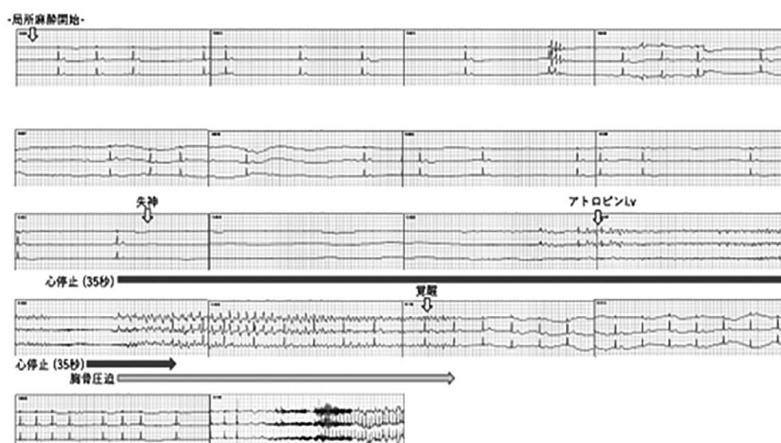 -局所麻酔開始-
失神
アトロピンi.v
心停止 (35秒)
覚醒
心停止 (35秒)
胸骨圧迫